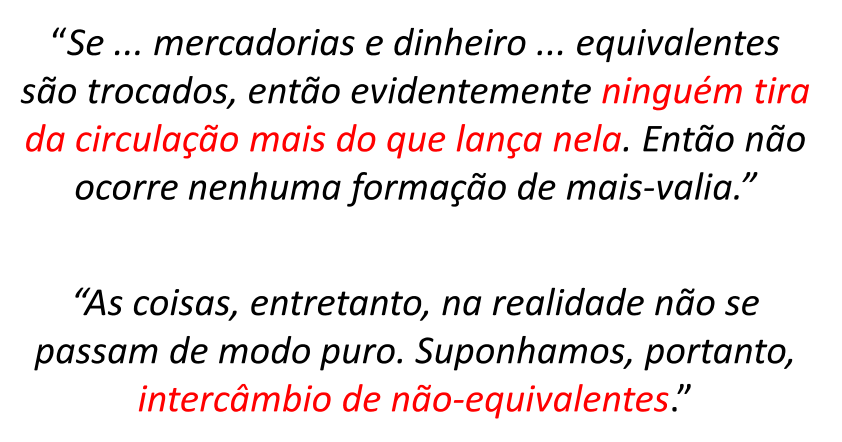 “Se ... mercadorias e dinheiro ... equivalentes
são trocados, então evidentemente ninguém tira
da circulação mais do que lança nela. Então não
ocorre nenhuma formação de mais-valia.”
“As coisas, entretanto, na realidade não se
passam de modo puro. Suponhamos, portanto,
intercâmbio de não-equivalentes.”